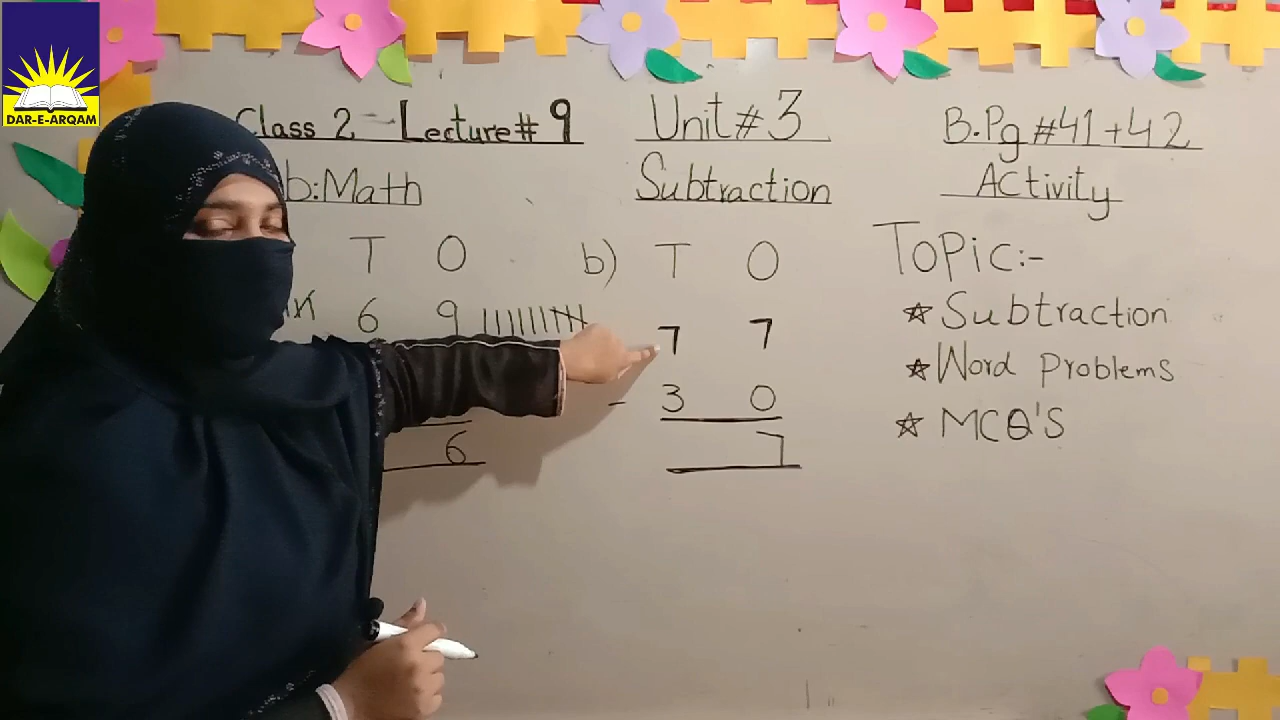 DAR-E-ARQAM
Class 2 Lecture# 9
Unit # 3
B.Pg #41+42
b:Math
Subtraction
Activity
T O
b) T O
Topic:-
6 9
7 7
☆ Subtraction
- 3 0
☆ Word Problems
6
7
☆ MCQ'S